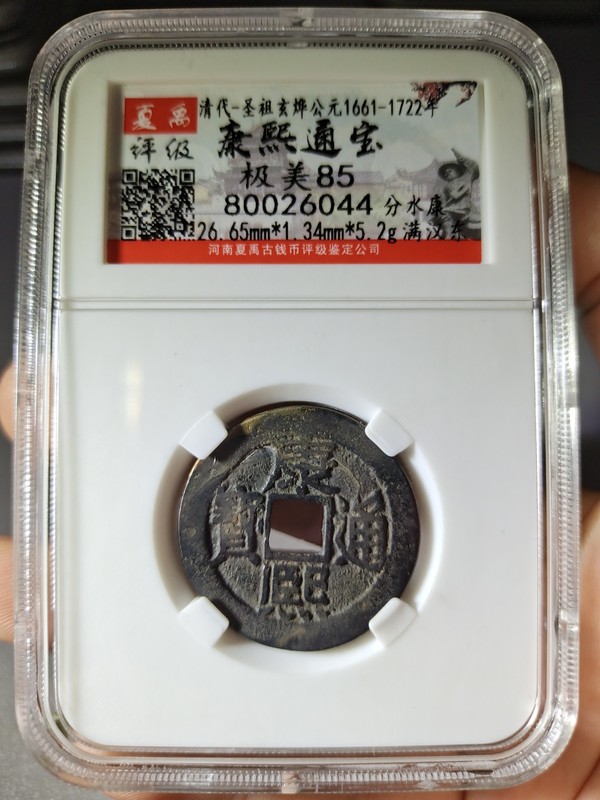 夏禹 清代-圣祖玄烨公元1661-1722年
评级 康熙通宝
极美85
80026044 分水康
26.65mm*1.34mm*5.2g 满汉东
河南夏禹古钱币评级鉴定公司
康
寶 通
熙